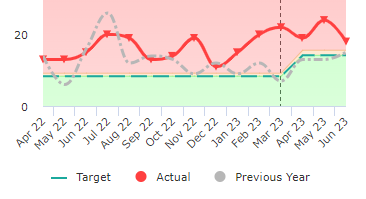 20
0
Apr 22
May 22
Jun 22
Jul 22
Aug 22
Sep 22
Oct 22
Nov 22
Dec 22
Jan 23
Feb 23
Mar 23
Apr 23
May 23
Jun 23
Target Actual Previous Year